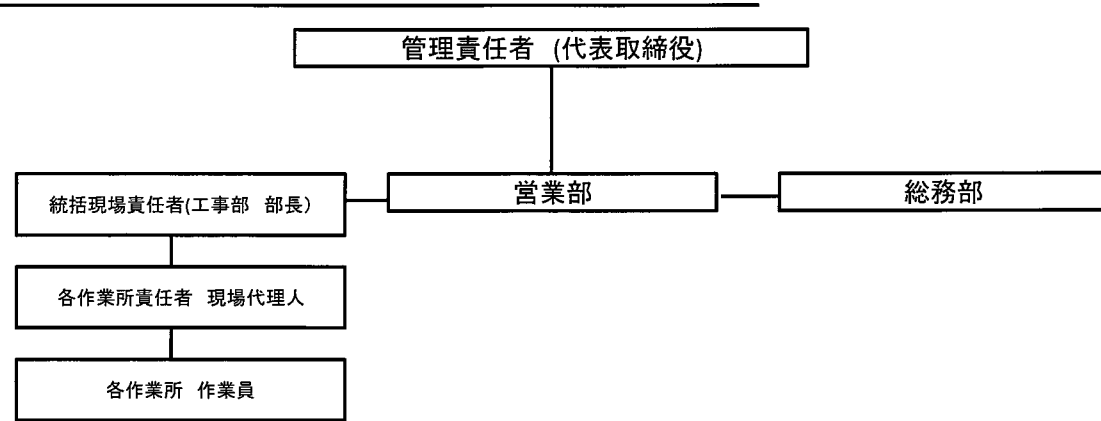 管理責任者 (代表取締役)
統括現場責任者(工事部 部長)
営業部
総務部
各作業所責任者 現場代理人
各作業所 作業員